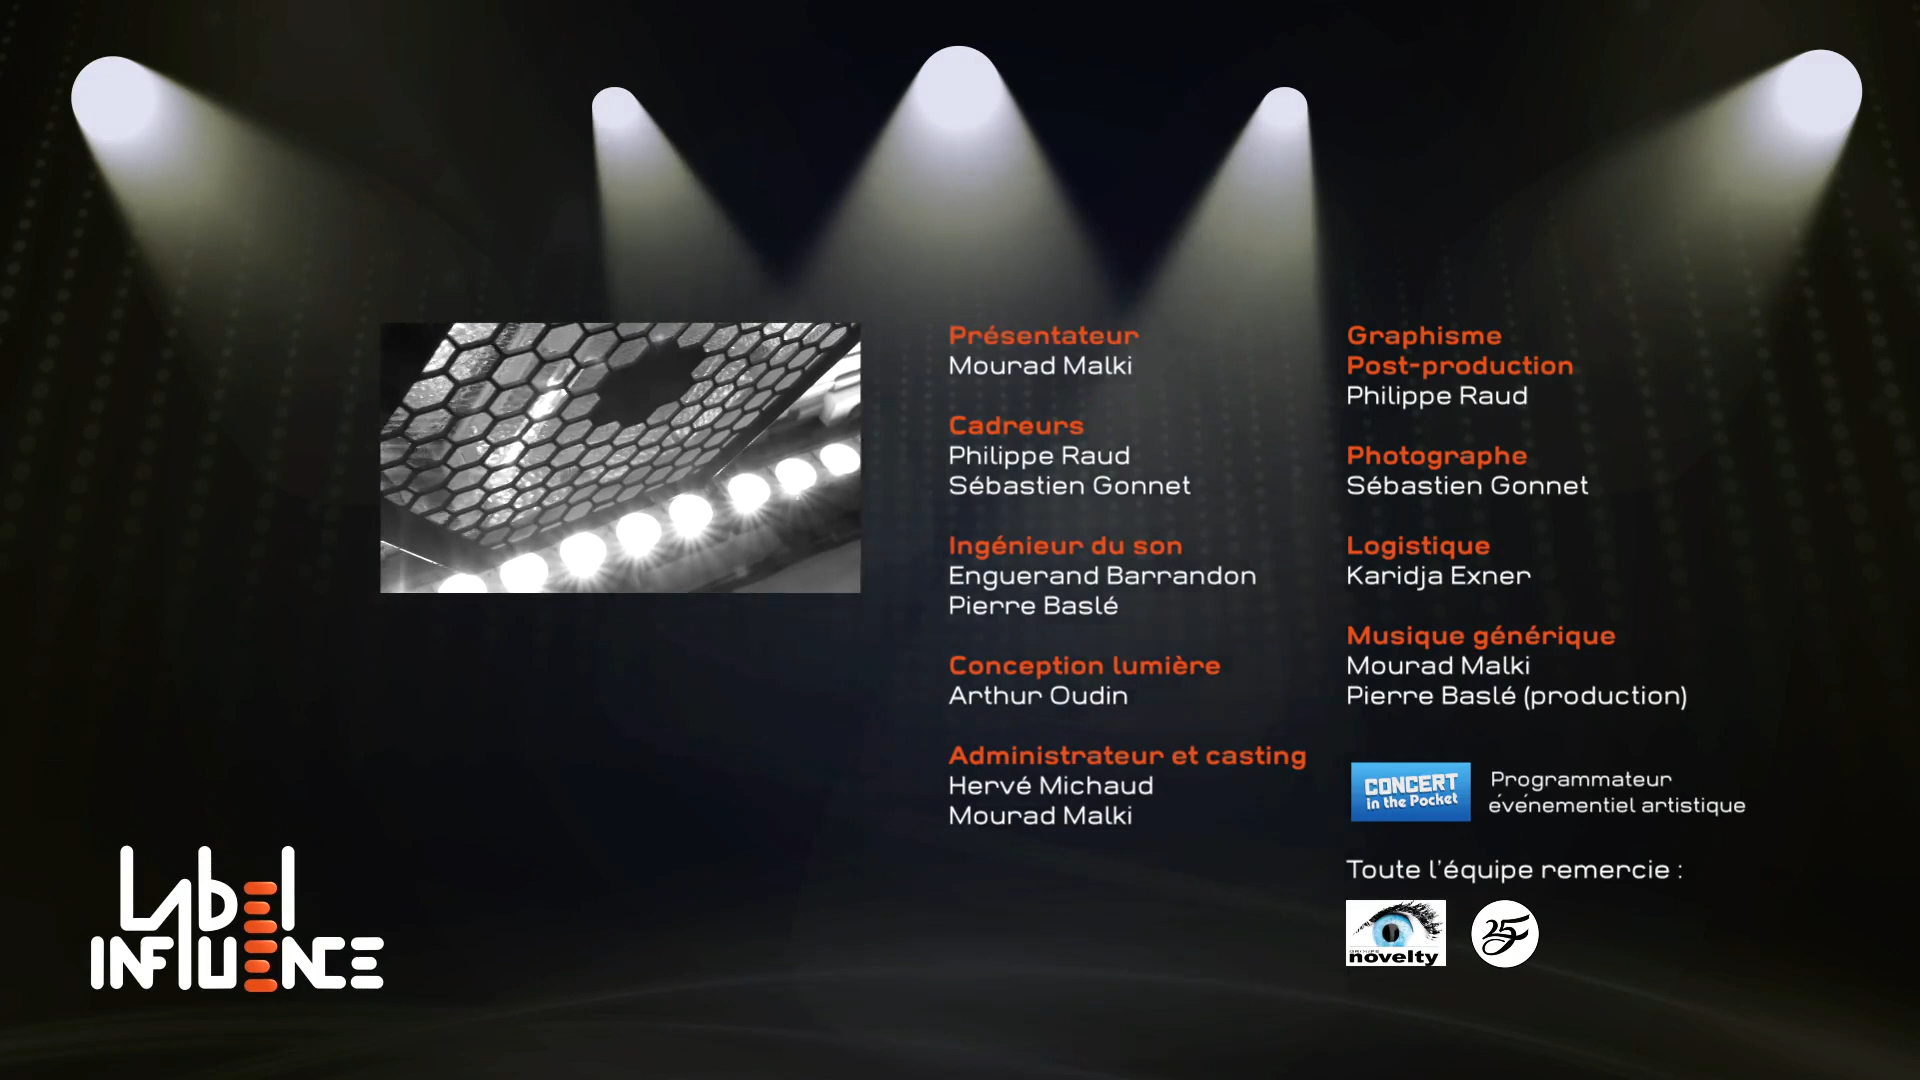 Présentateur
Mourad Malki
Cadreurs
Philippe Raud
Sébastien Gonnet
Ingénieur du son
Enguerand Barrandon
Pierre Baslé
Conception lumière
Arthur Oudin
Administrateur et casting
Hervé Michaud
Mourad Malki
Graphisme
Post-production
Philippe Raud
Photographe
Sébastien Gonnet
Logistique
Karidja Exner
Musique générique
Mourad Malki
Pierre Baslé (production)
CONCERT
in the Pocket
Programmateur
événementiel artistique
Toute l'équipe remercie :
novelty
25
Label
INFLUENCE